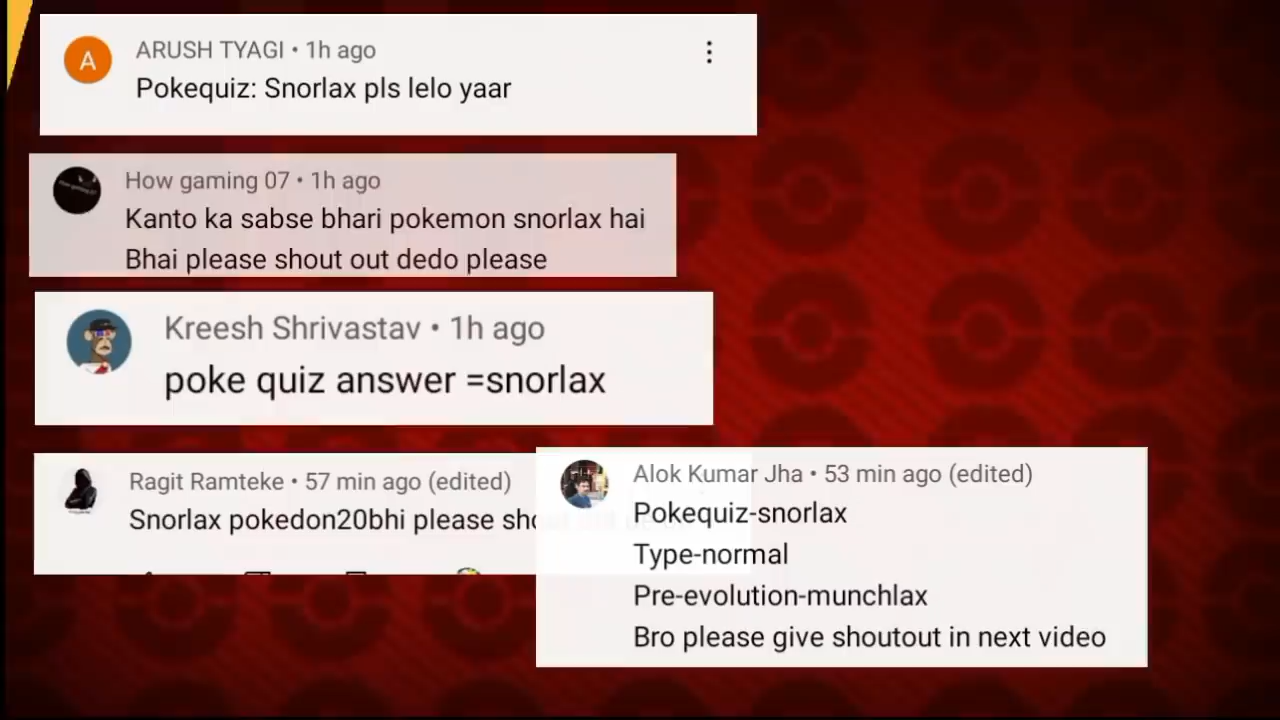 ARUSH TYAGI • 1h ago
Pokequiz: Snorlax pls lelo yaar
How gaming 07 • 1h ago
Kanto ka sabse bhari pokemon snorlax hai
Bhai please shout out dedo please
Kreesh Shrivastav • 1h ago
poke quiz answer =snorlax
Ragit Ramteke • 57 min ago (edited)
Snorlax pokedon20bhi please
Alok Kumar Jha • 53 min ago (edited)
Pokequiz-snorlax
Type-normal
Pre-evolution-munchlax
Bro please give shoutout in next video